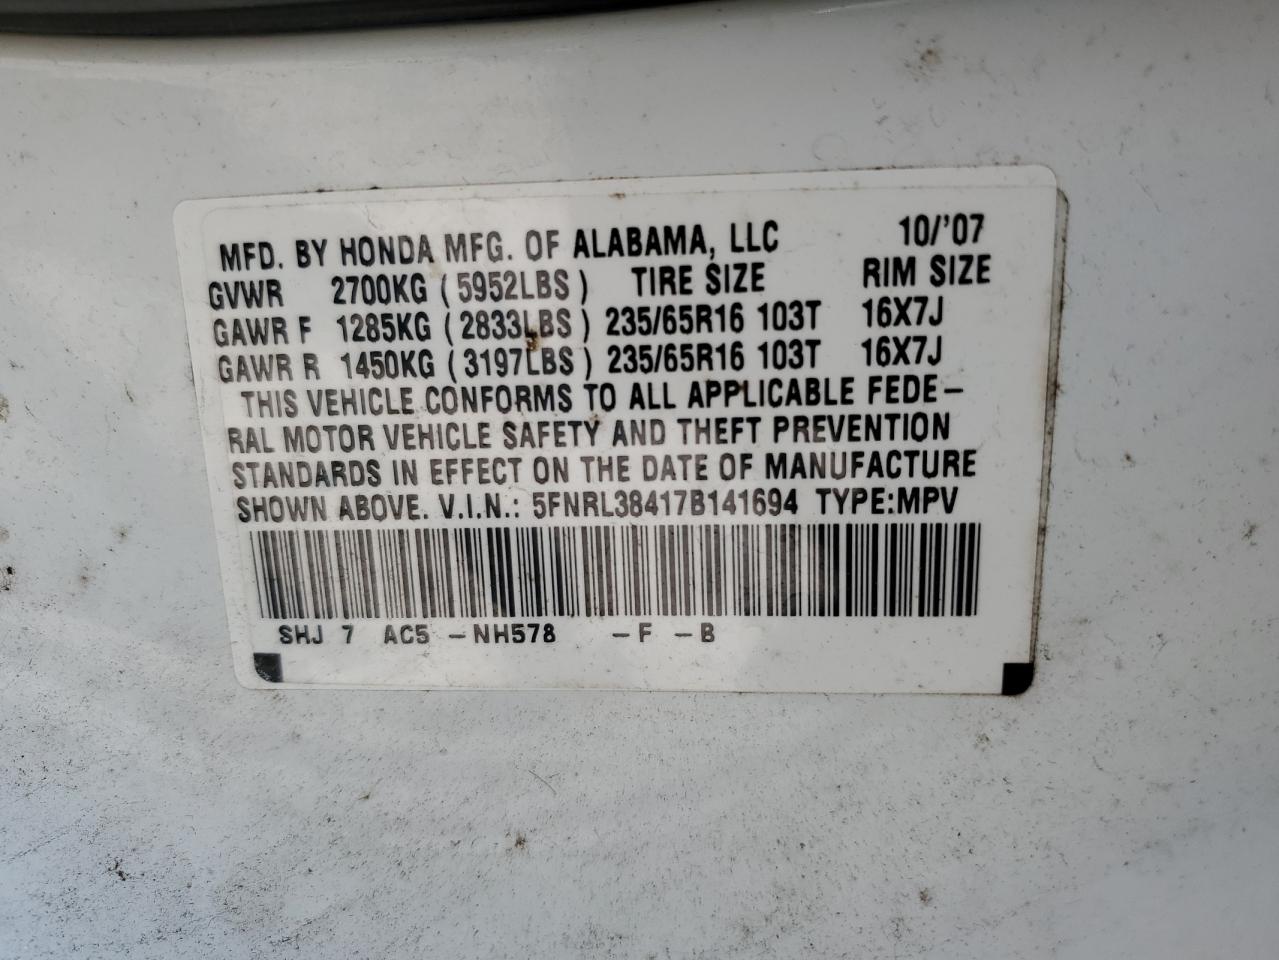 MFD. BY HONDA MFG. OF ALABAMA, LLC 10/'07
GVWR 2700KG (5952LBS) TIRE SIZE RIM SIZE
GAWR F 1285KG (2833LBS) 235/65R16 103T 16X7J
GAWR R 1450KG (3197LBS) 235/65R16 103T 16X7J
THIS VEHICLE CONFORMS TO ALL APPLICABLE FEDE-
RAL MOTOR VEHICLE SAFETY AND THEFT PREVENTION
STANDARDS IN EFFECT ON THE DATE OF MANUFACTURE
SHOWN ABOVE. V.I.N.: 5FNRL38417B141694 TYPE:MPV
SHJ 7 AC5 -NH578 -F -B